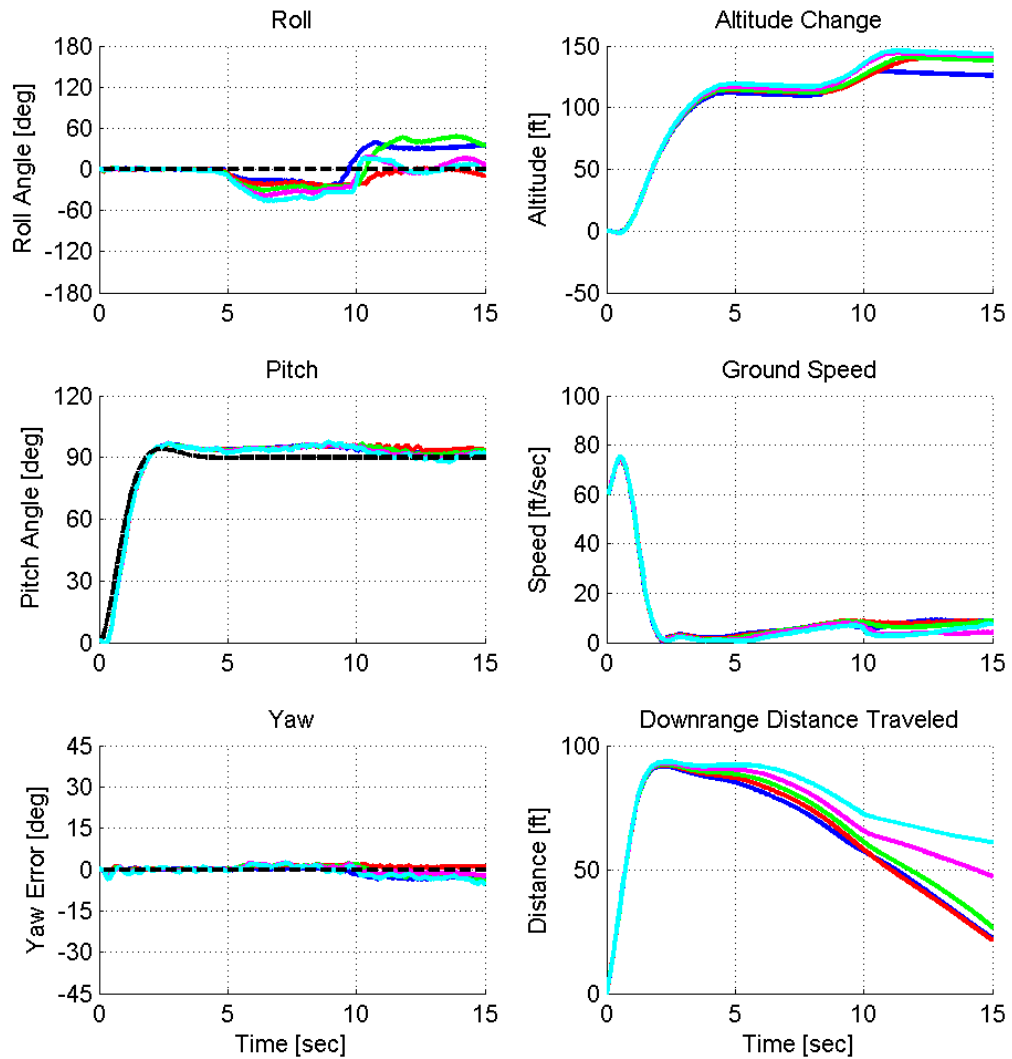 Roll
Roll Angle [deg]
180
120
60
0
-60
-120
-180
0 5 10 15
Altitude Change
Altitude [ft]
150
100
50
0
-50
0 5 10 15
Pitch
Pitch Angle [deg]
120
90
60
30
0
0 5 10 15
Ground Speed
Speed [ft/sec]
100
80
60
40
20
0
0 5 10 15
Yaw
Yaw Error [deg]
45
30
15
0
-15
-30
-45
0 5 10 15
Time [sec]
Downrange Distance Traveled
Distance [ft]
100
50
0
0 5 10 15
Time [sec]